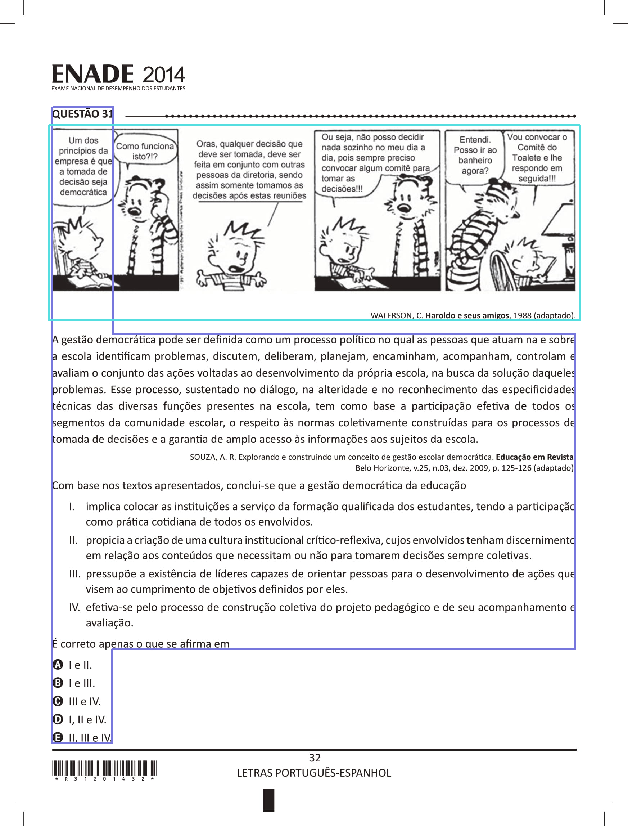 ENADE 2014
EXAME NACIONAL DE DESEMPENHO DOS ESTUDANTES
QUESTÃO 31
Um dos
princípios da
empresa é que
a tomada de
decisão seja
democrática
Como funciona
isto?!?
Oras, qualquer decisão que
deve ser tomada, deve ser
feita em conjunto com outras
pessoas da diretoria, sendo
assim somente tomamos as
decisões após estas reuniões
Ou seja, não posso decidir
nada sozinho no meu dia a
dia, pois sempre preciso
convocar algum comitê para
tomar as
decisões!!!
Entendi.
Posso ir ao
banheiro
agora?
Vou convocar o
Comitê do
Toalete e lhe
respondo em
seguida!!!
WATERSON, C. Haroldo e seus amigos, 1988 (adaptado).
A gestão democrática pode ser definida como um processo político no qual as pessoas que atuam na e sobre
a escola identificam problemas, discutem, deliberam, planejam, encaminham, acompanham, controlam e
avaliam o conjunto das ações voltadas ao desenvolvimento da própria escola, na busca da solução daqueles
problemas. Esse processo, sustentado no diálogo, na alteridade e no reconhecimento das especificidades
técnicas das diversas funções presentes na escola, tem como base a participação efetiva de todos os
segmentos da comunidade escolar, o respeito às normas coletivamente construídas para os processos de
tomada de decisões e a garantia de amplo acesso às informações aos sujeitos da escola.
SOUZA, A. R. Explorando e construindo um conceito de gestão escolar democrática. Educação em Revista
Belo Horizonte, v.25, n.03, dez. 2009, p. 125-126 (adaptado)
Com base nos textos apresentados, conclui-se que a gestão democrática da educação
I. implica colocar as instituições a serviço da formação qualificada dos estudantes, tendo a participação
como prática cotidiana de todos os envolvidos.
II. propicia a criação de uma cultura institucional crítico-reflexiva, cujos envolvidos tenham discernimento
em relação aos conteúdos que necessitam ou não para tomarem decisões sempre coletivas.
III. pressupõe a existência de líderes capazes de orientar pessoas para o desenvolvimento de ações que
visem ao cumprimento de objetivos definidos por eles.
IV. efetiva-se pelo processo de construção coletiva do projeto pedagógico e de seu acompanhamento e
avaliação.
É correto apenas o que se afirma em
A I e II.
B I e III.
C III e IV.
D I, II e IV.
E II, III e IV.
32
LETRAS PORTUGUÊS-ESPANHOL
*R3120143 2*